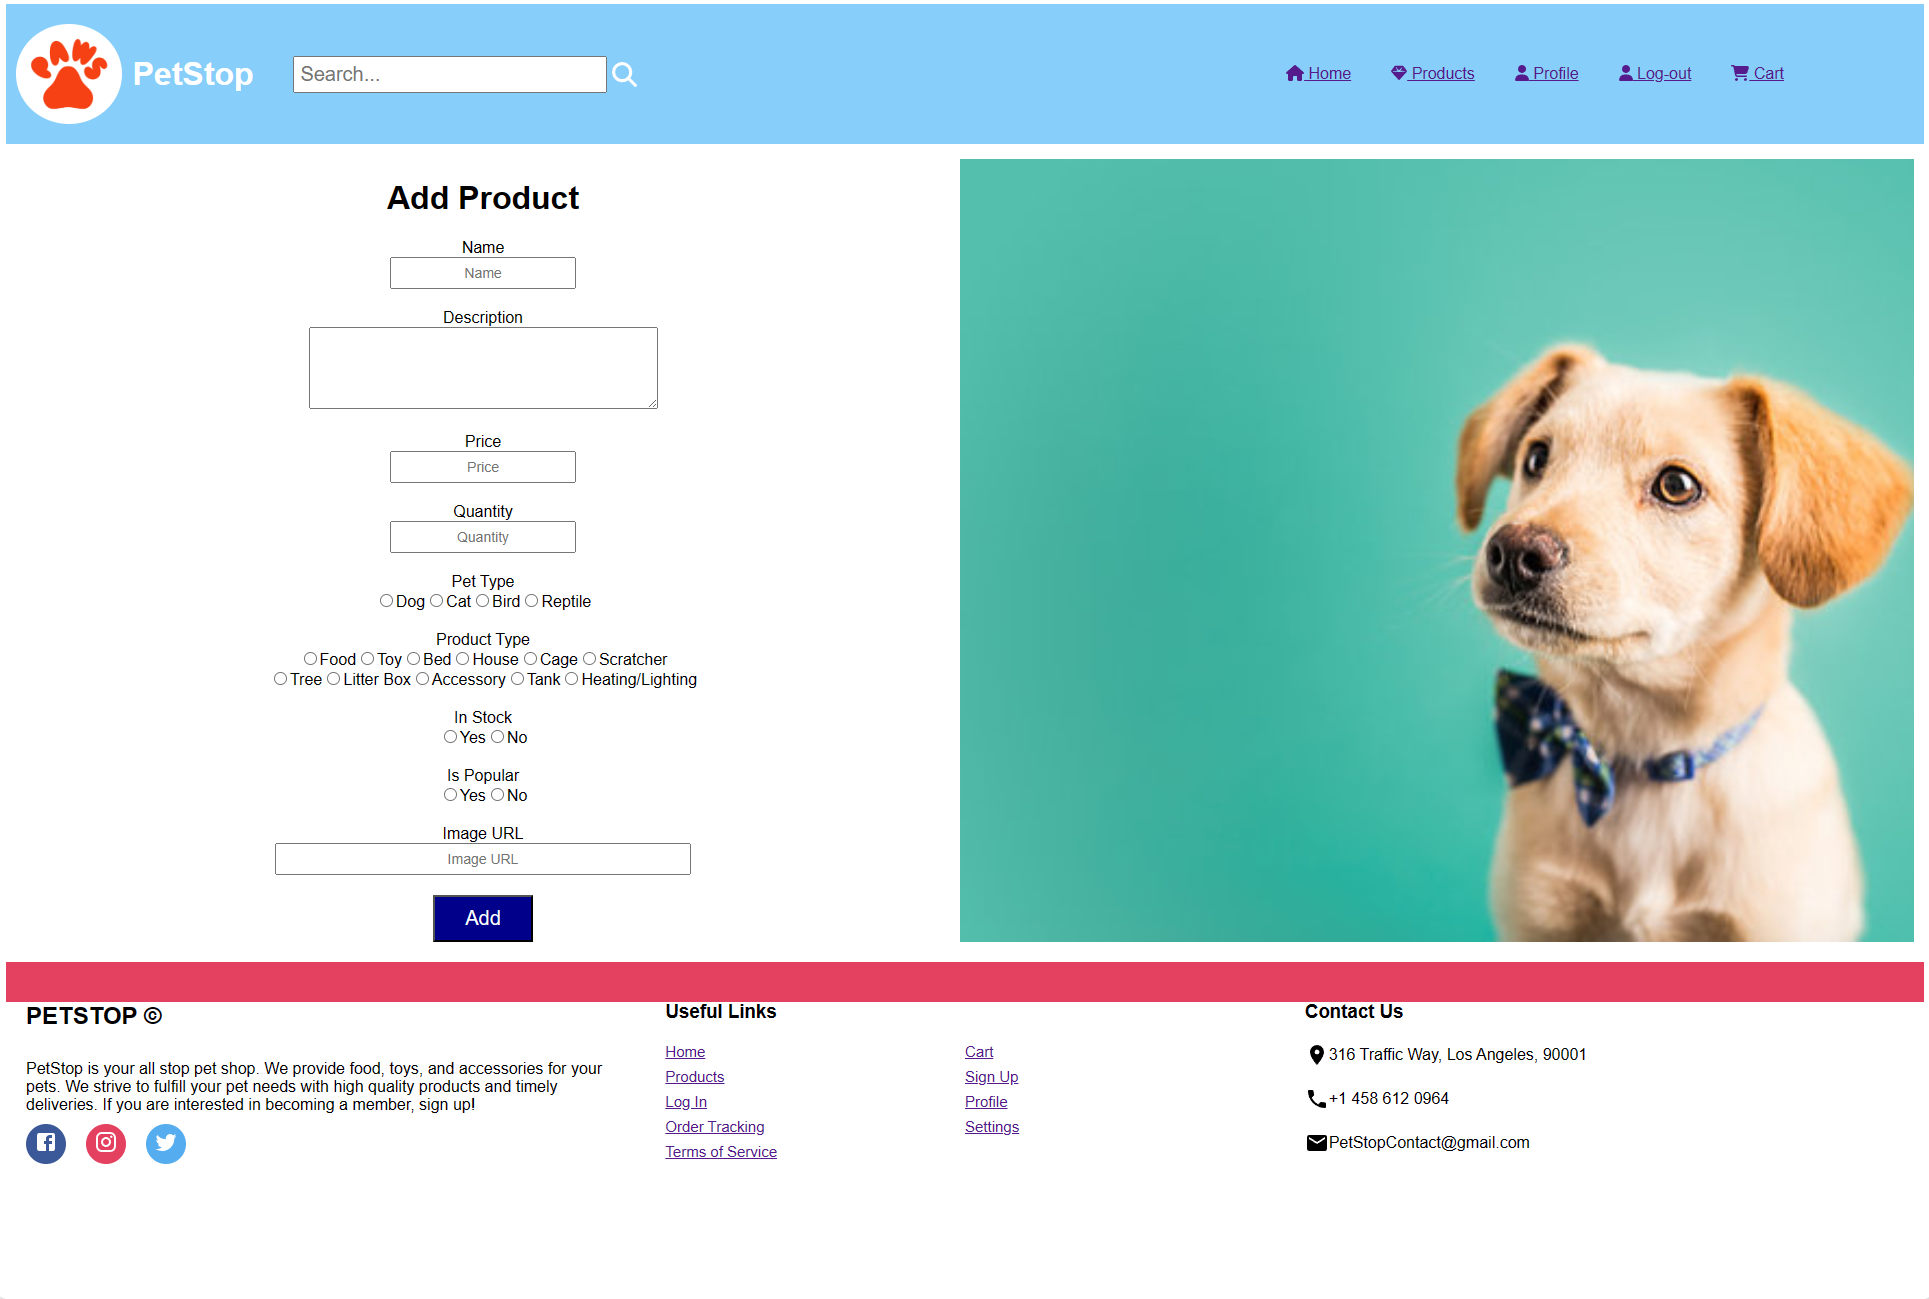 PetStop
Search...
Home Products Profile Log-out Cart
Add Product
Name
Name
Description
Price
Price
Quantity
Quantity
Pet Type
Dog Cat Bird Reptile
Product Type
Food Toy Bed House Cage Scratcher
Tree Litter Box Accessory Tank Heating/Lighting
In Stock
Yes No
Is Popular
Yes No
Image URL
Image URL
Add
PETSTOP ©
PetStop is your all stop pet shop. We provide food, toys, and accessories for your
pets. We strive to fulfill your pet needs with high quality products and timely
deliveries. If you are interested in becoming a member, sign up!
Useful Links
Home
Products
Log In
Order Tracking
Terms of Service
Cart
Sign Up
Profile
Settings
Contact Us
316 Traffic Way, Los Angeles, 90001
+1 458 612 0964
PetStopContact@gmail.com